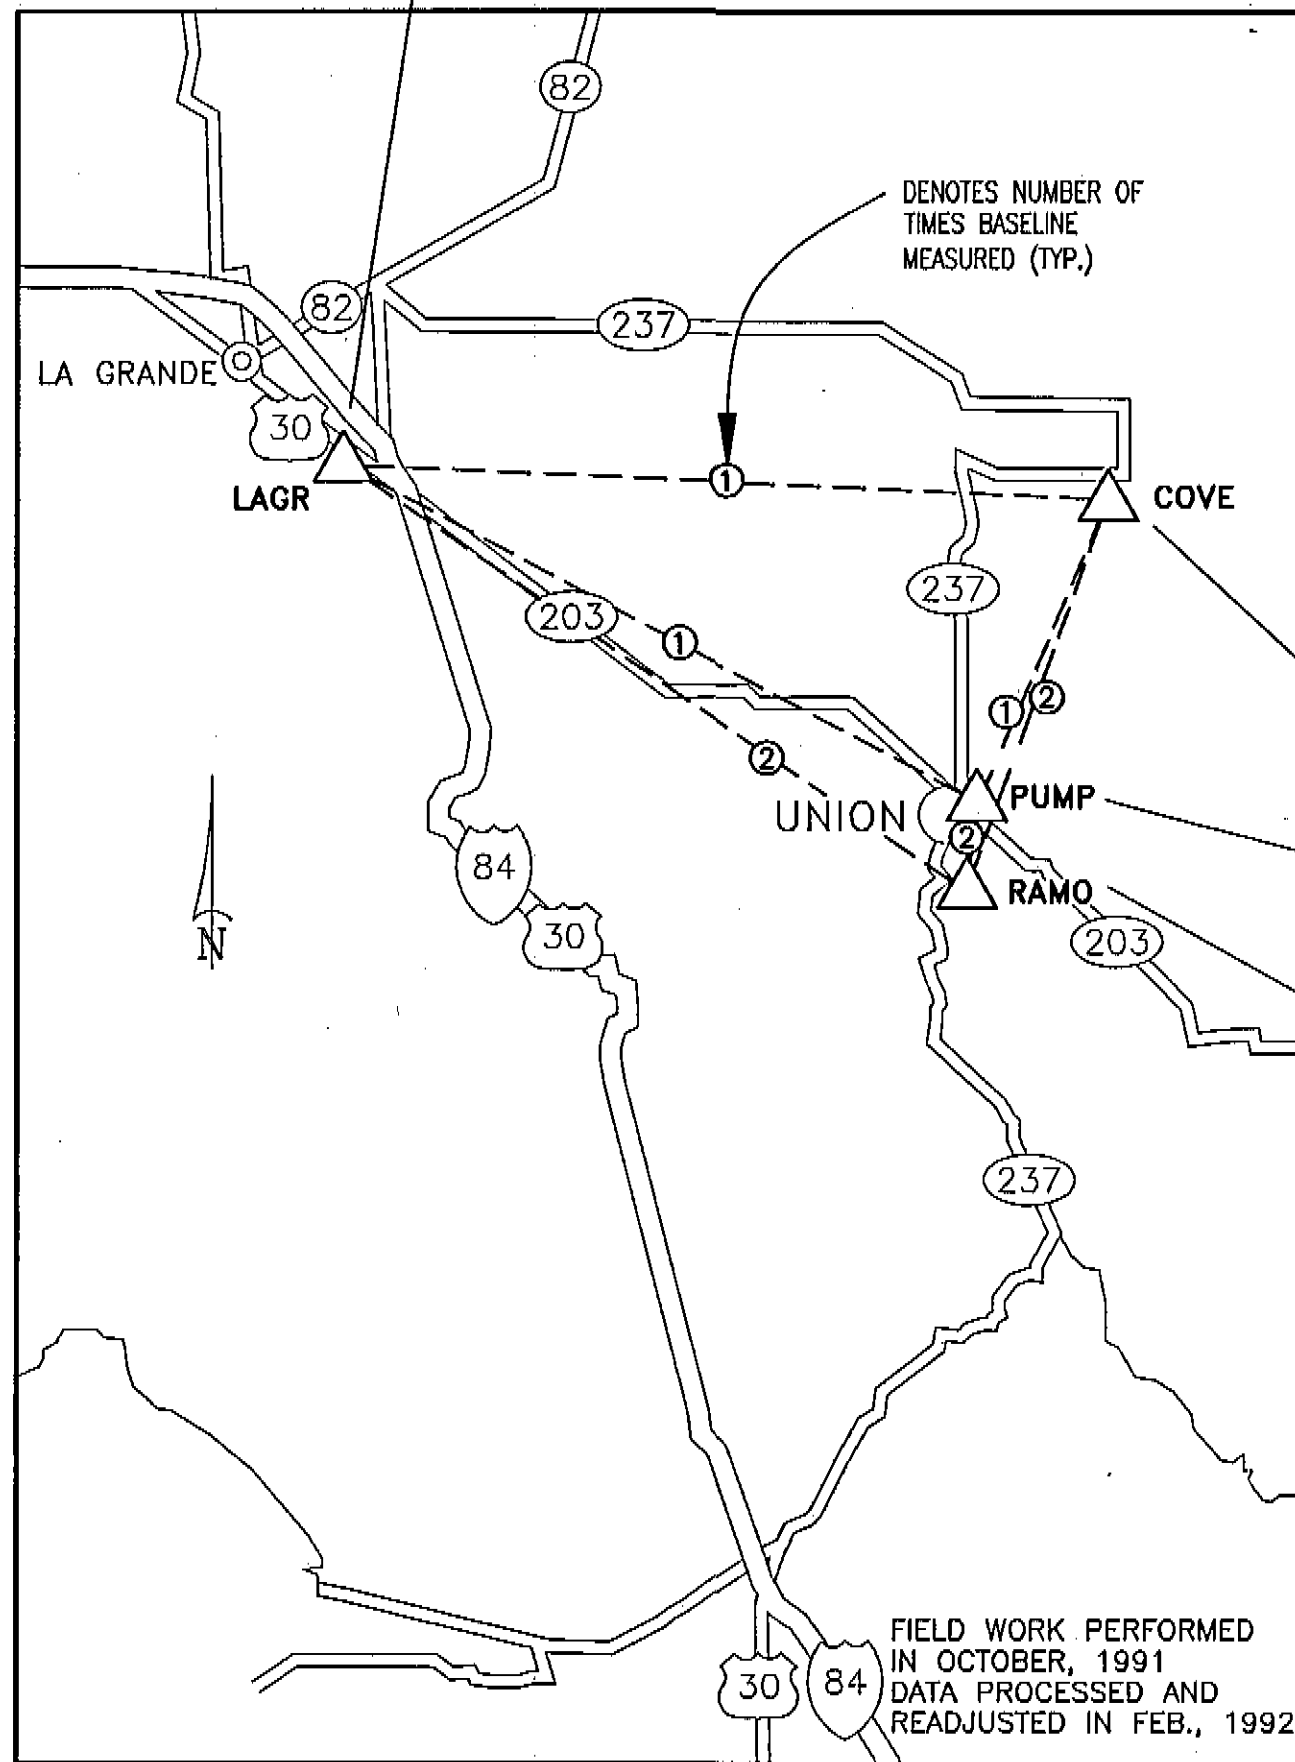 82
DENOTES NUMBER OF
TIMES BASELINE
MEASURED (TYP.)
82
237
LA GRANDE
30
LAGR
1
COVE
237
203
1
1
2
2
PUMP
UNION
2
84
RAMO
N
30
203
237
FIELD WORK PERFORMED
IN OCTOBER, 1991
DATA PROCESSED AND
READJUSTED IN FEB., 1992
30
84